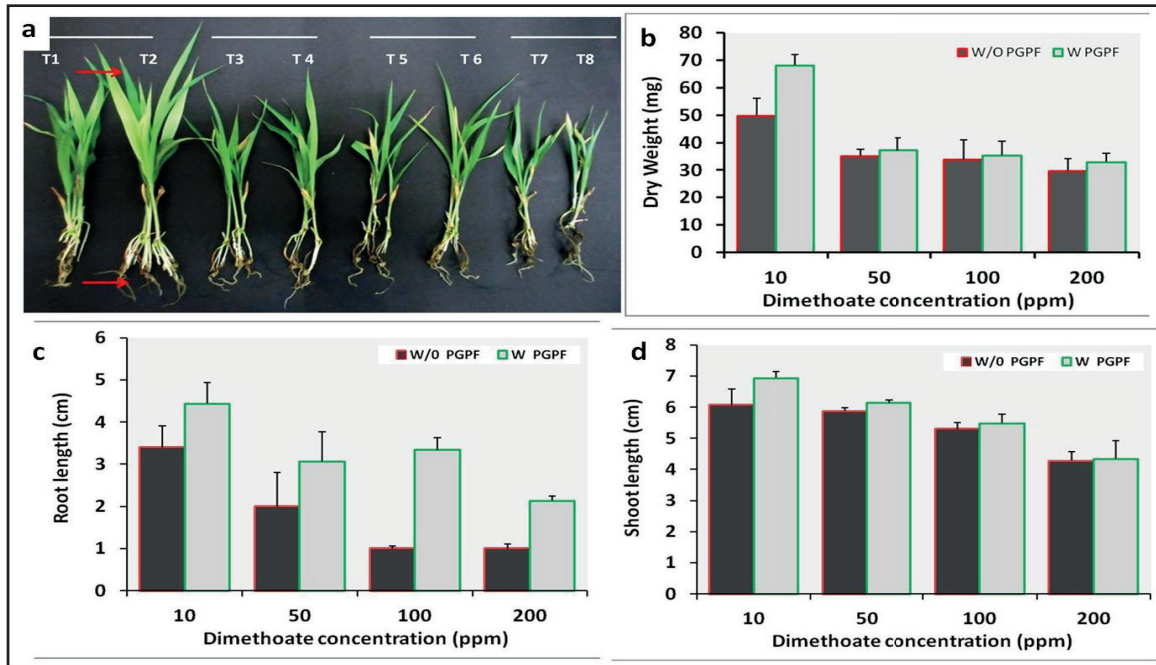 a
T1 T2 T3 T 4 T 5 T 6 T7 T8
b
W/O PGPF W PGPF
Dry Weight (mg)
80
70
60
50
40
30
20
10
0
10 50 100 200
Dimethoate concentration (ppm)
c
W/0 PGPF W PGPF
Root length (cm)
6
5
4
3
2
1
0
10 50 100 200
Dimethoate concentration (ppm)
d
W/0 PGPF W PGPF
Shoot length (cm)
8
7
6
5
4
3
2
1
0
10 50 100 200
Dimethoate concentration (ppm)